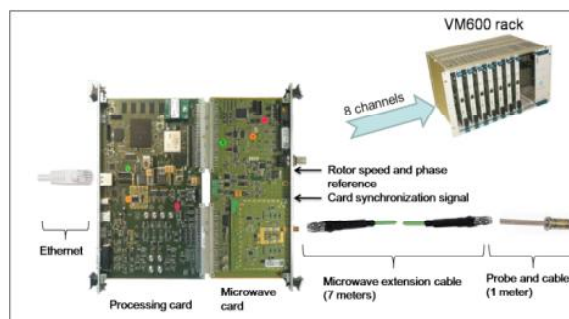 VM600 rack
8 channels
Rotor speed and phase
reference
Card synchronization signal
Ethernet
Processing card
Microwave
card
Microwave extension cable
(7 meters)
Probe and cable
(1 meter)